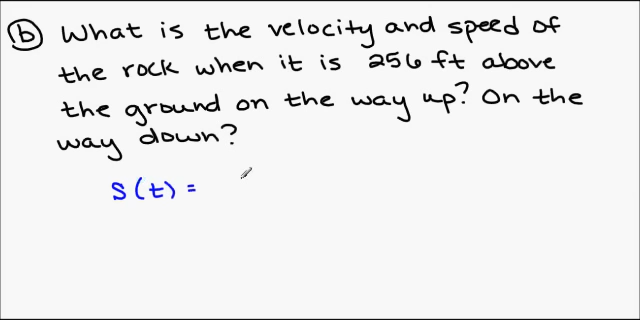 b What is the velocity and speed of
the rock when it is 256 ft above
the ground on the way up? On the
way down?
s(t) =